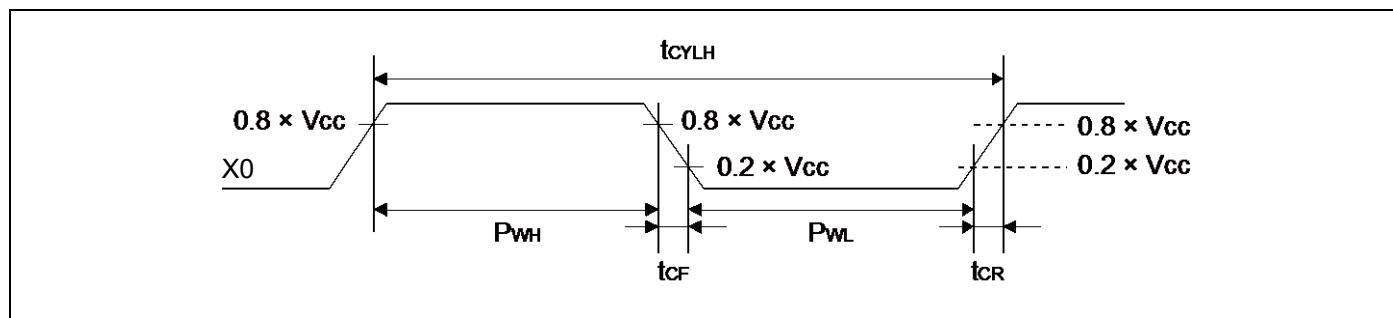 tCYLH
0.8 × VCC
0.8 × VCC
0.8 × VCC
X0
0.2 × VCC
0.2 × VCC
PWH
PWL
tCF
tCR